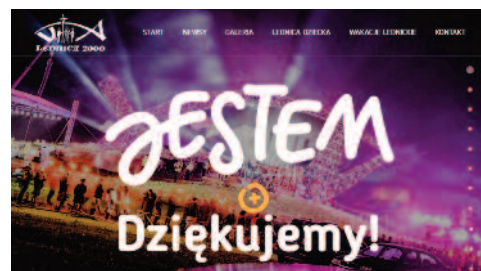 LEDNICA 2000
START NEWSY GALERIA LEDNICA DZIECKA WAKACJE LEDNICKIE KONTAKT
JESTEM
Dziękujemy!